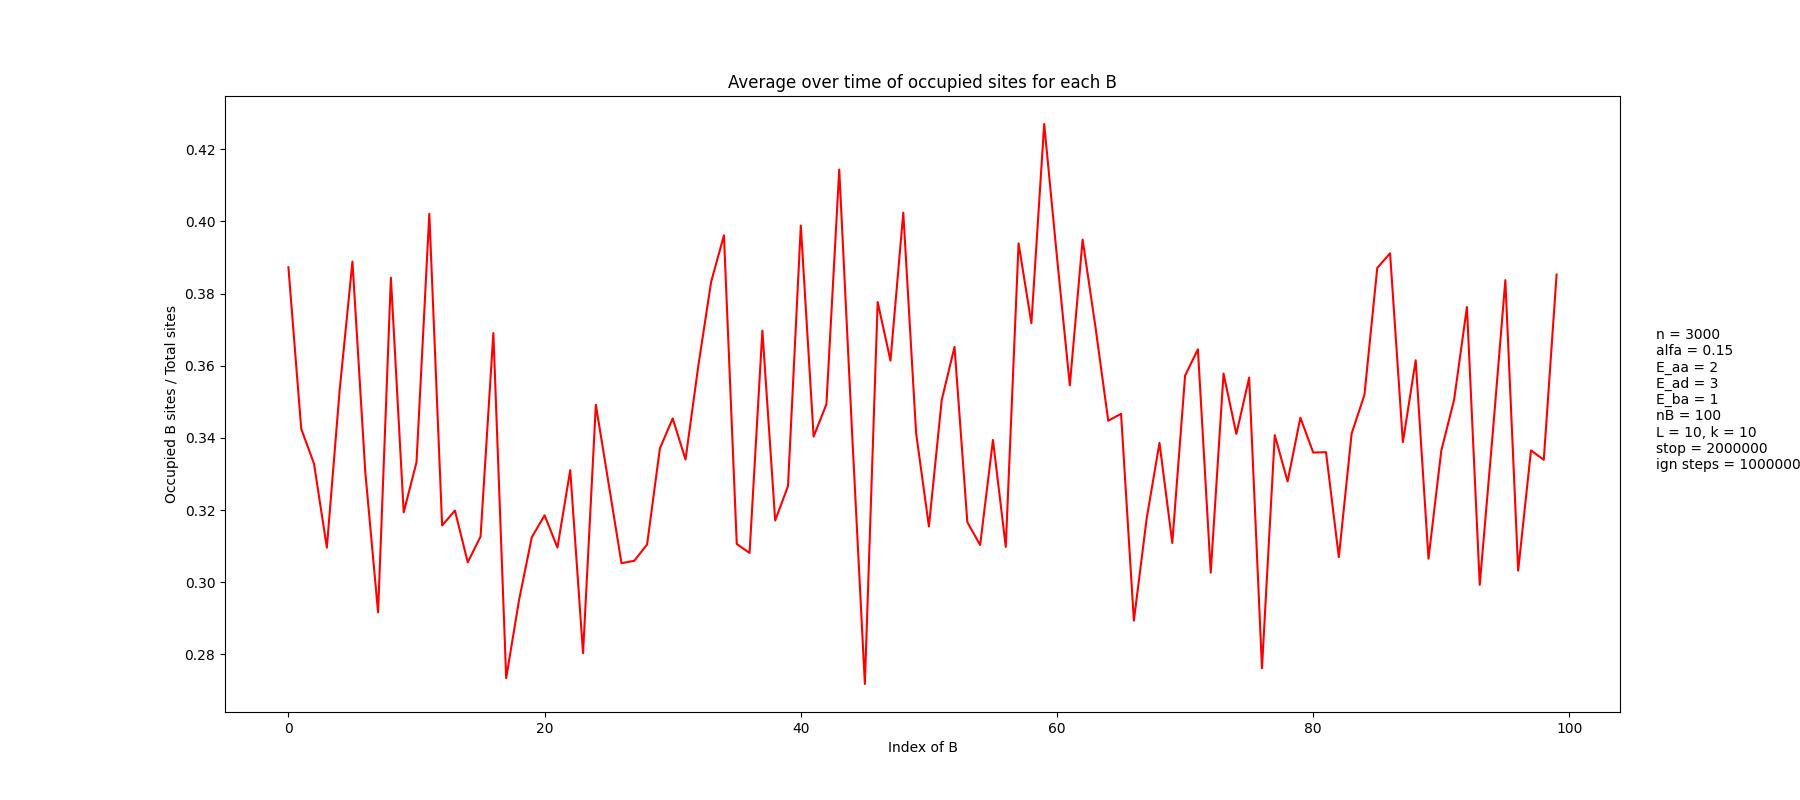 Average over time of occupied sites for each B
Occupied B sites / Total sites
0.42
0.40
0.38
0.36
0.34
0.32
0.30
0.28
0 20 40 60 80 100
Index of B
n = 3000
alfa = 0.15
E_aa = 2
E_ad = 3
E_ba = 1
nB = 100
L = 10, k = 10
stop = 2000000
ign steps = 1000000